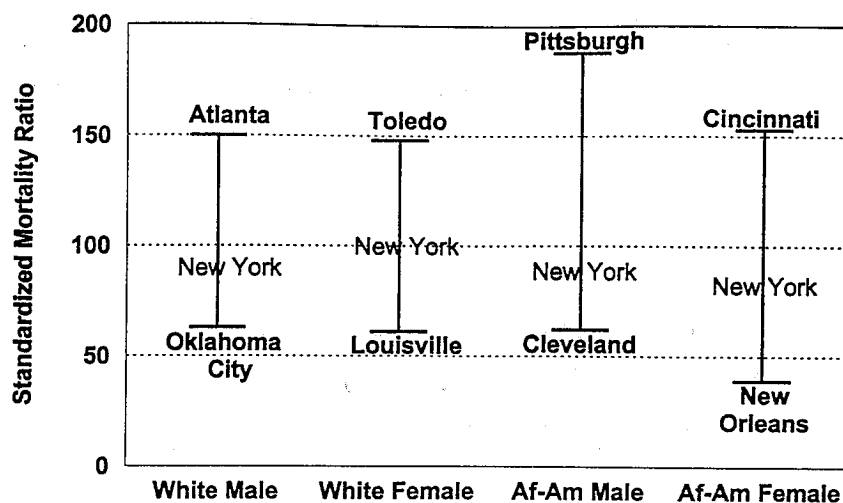 Standardized Mortality Ratio
200
150
100
50
0
Atlanta
New York
Oklahoma
City
Toledo
New York
Louisville
Pittsburgh
New York
Cleveland
Cincinnati
New York
New
Orleans
White Male
White Female
Af-Am Male
Af-Am Female